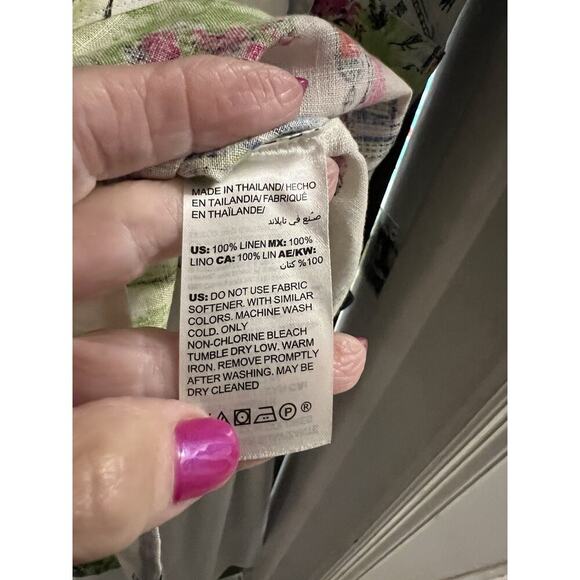 MADE IN THAILAND/ HECHO
EN TAILANDIA/ FABRIQUÉ
EN THAÏLANDE/
صنع في تايلاند
US: 100% LINEN MX: 100%
LINO CA: 100% LIN AE/KW:
100% كتان
US: DO NOT USE FABRIC
SOFTENER. WITH SIMILAR
COLORS. MACHINE WASH
COLD. ONLY
NON-CHLORINE BLEACH
TUMBLE DRY LOW. WARM
IRON. REMOVE PROMPTLY
AFTER WASHING. MAY BE
DRY CLEANED
P ®